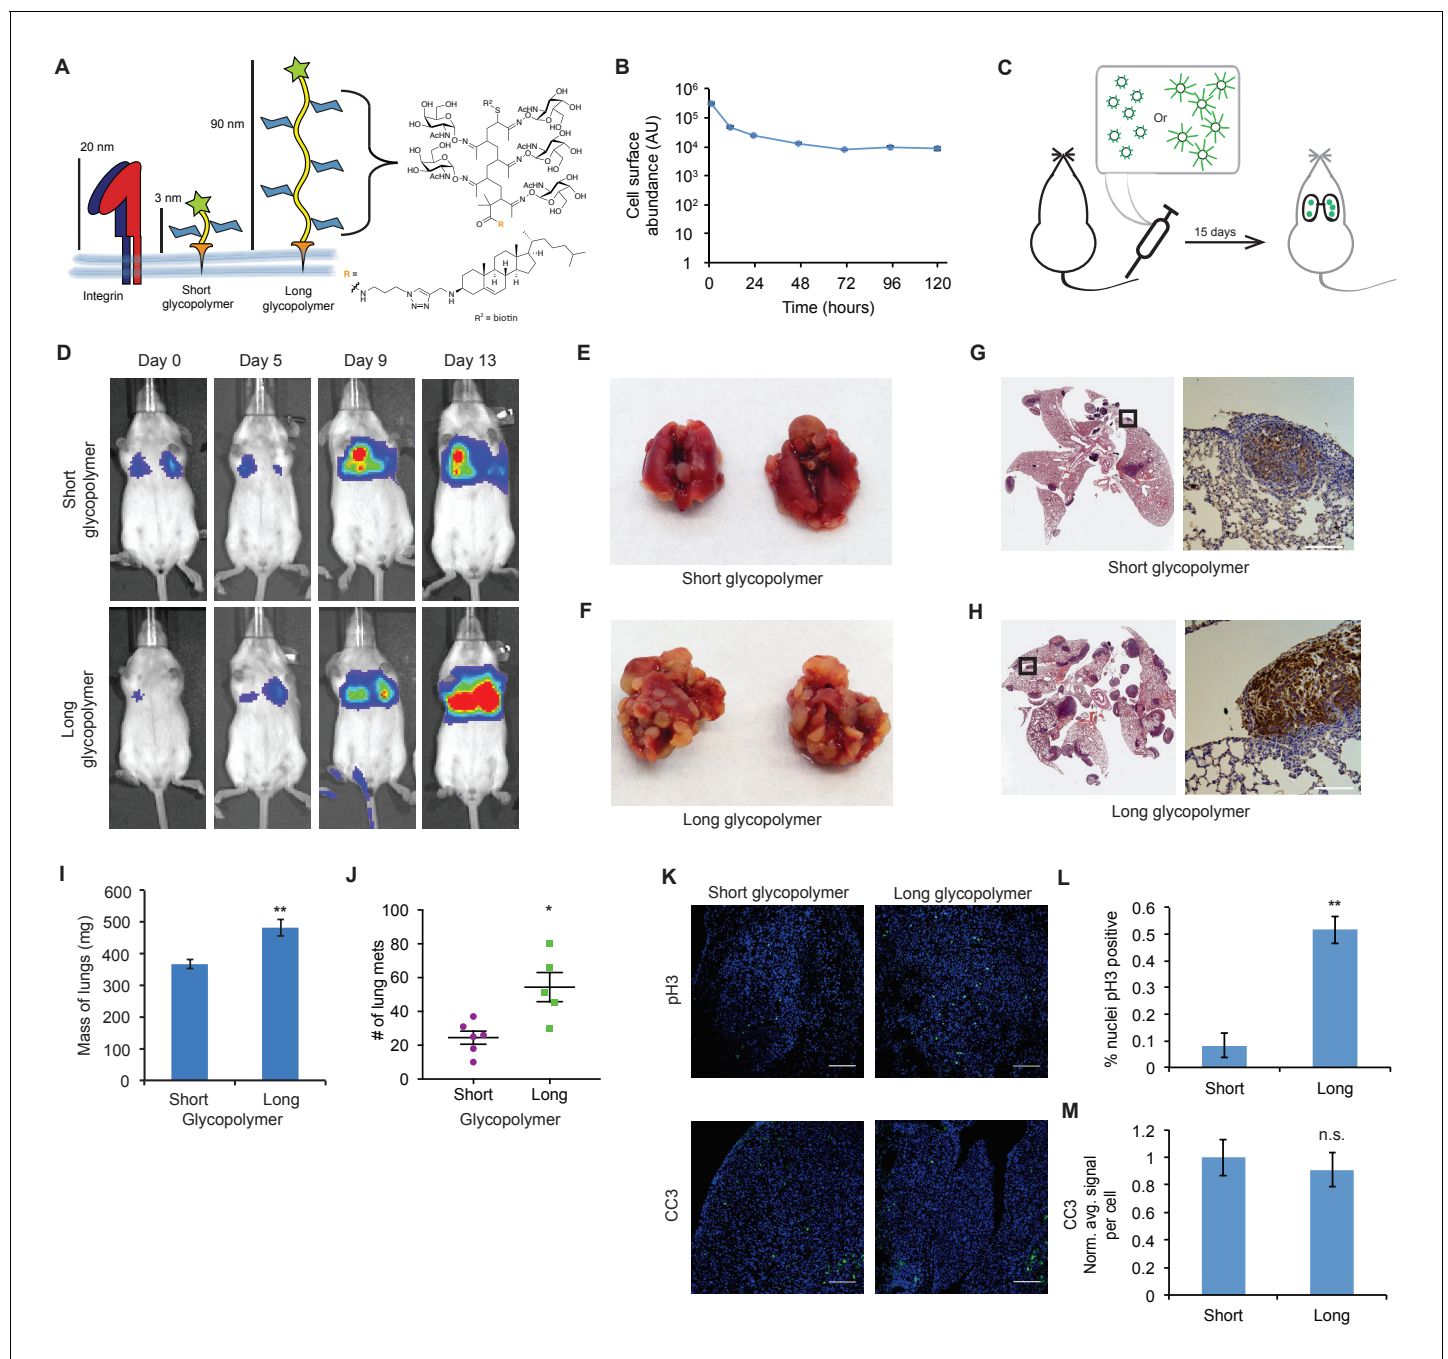 A
90 nm
20 nm
3 nm
Integrin
Short
glycopolymer
Long
glycopolymer
R =
R² = biotin
B
Cell surface
abundance (AU)
10⁶
10⁵
10⁴
10³
10²
10
1
0
24
48
72
96
120
Time (hours)
C
Or
15 days
D
Day 0
Day 5
Day 9
Day 13
Short
glycopolymer
Long
glycopolymer
E
Short glycopolymer
F
Long glycopolymer
G
Short glycopolymer
H
Long glycopolymer
I
Mass of lungs (mg)
600
500
400
300
200
100
0
**
Short
Long
Glycopolymer
J
# of lung mets
100
80
60
40
20
0
*
Short
Long
Glycopolymer
K
Short glycopolymer
Long glycopolymer
pH3
CC3
L
% nuclei pH3 positive
0.6
0.5
0.4
0.3
0.2
0.1
0
**
Short
Long
M
CC3
Norm. avg. signal
per cell
1.2
1
0.8
0.6
0.4
0.2
0
n.s.
Short
Long